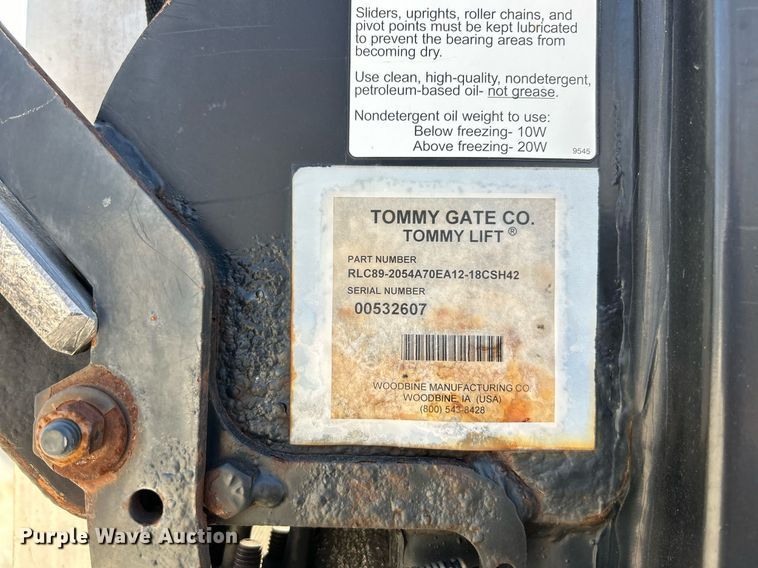 Sliders, uprights, roller chains, and
pivot points must be kept lubricated
to prevent the bearing areas from
becoming dry.
Use clean, high-quality, nondetergent,
petroleum-based oil- not grease.
Nondetergent oil weight to use:
Below freezing- 10W
Above freezing- 20W
9545
TOMMY GATE CO.
TOMMY LIFT ®
PART NUMBER
RLC89-2054A70EA12-18CSH42
SERIAL NUMBER
00532607
WOODBINE MANUFACTURING CO
WOODBINE, IA (USA)
(800) 543-8428
Purple Wave Auction